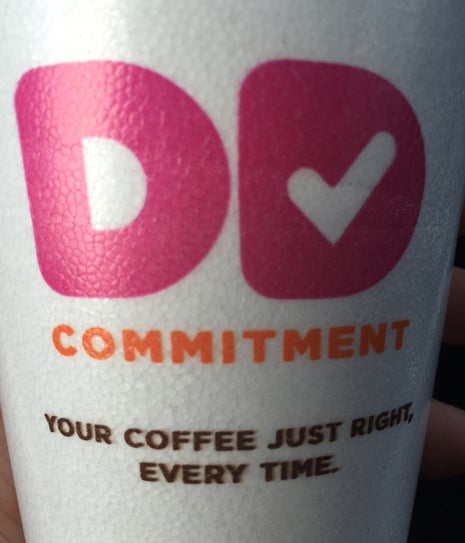 DD
COMMITMENT
YOUR COFFEE JUST RIGHT,
EVERY TIME.